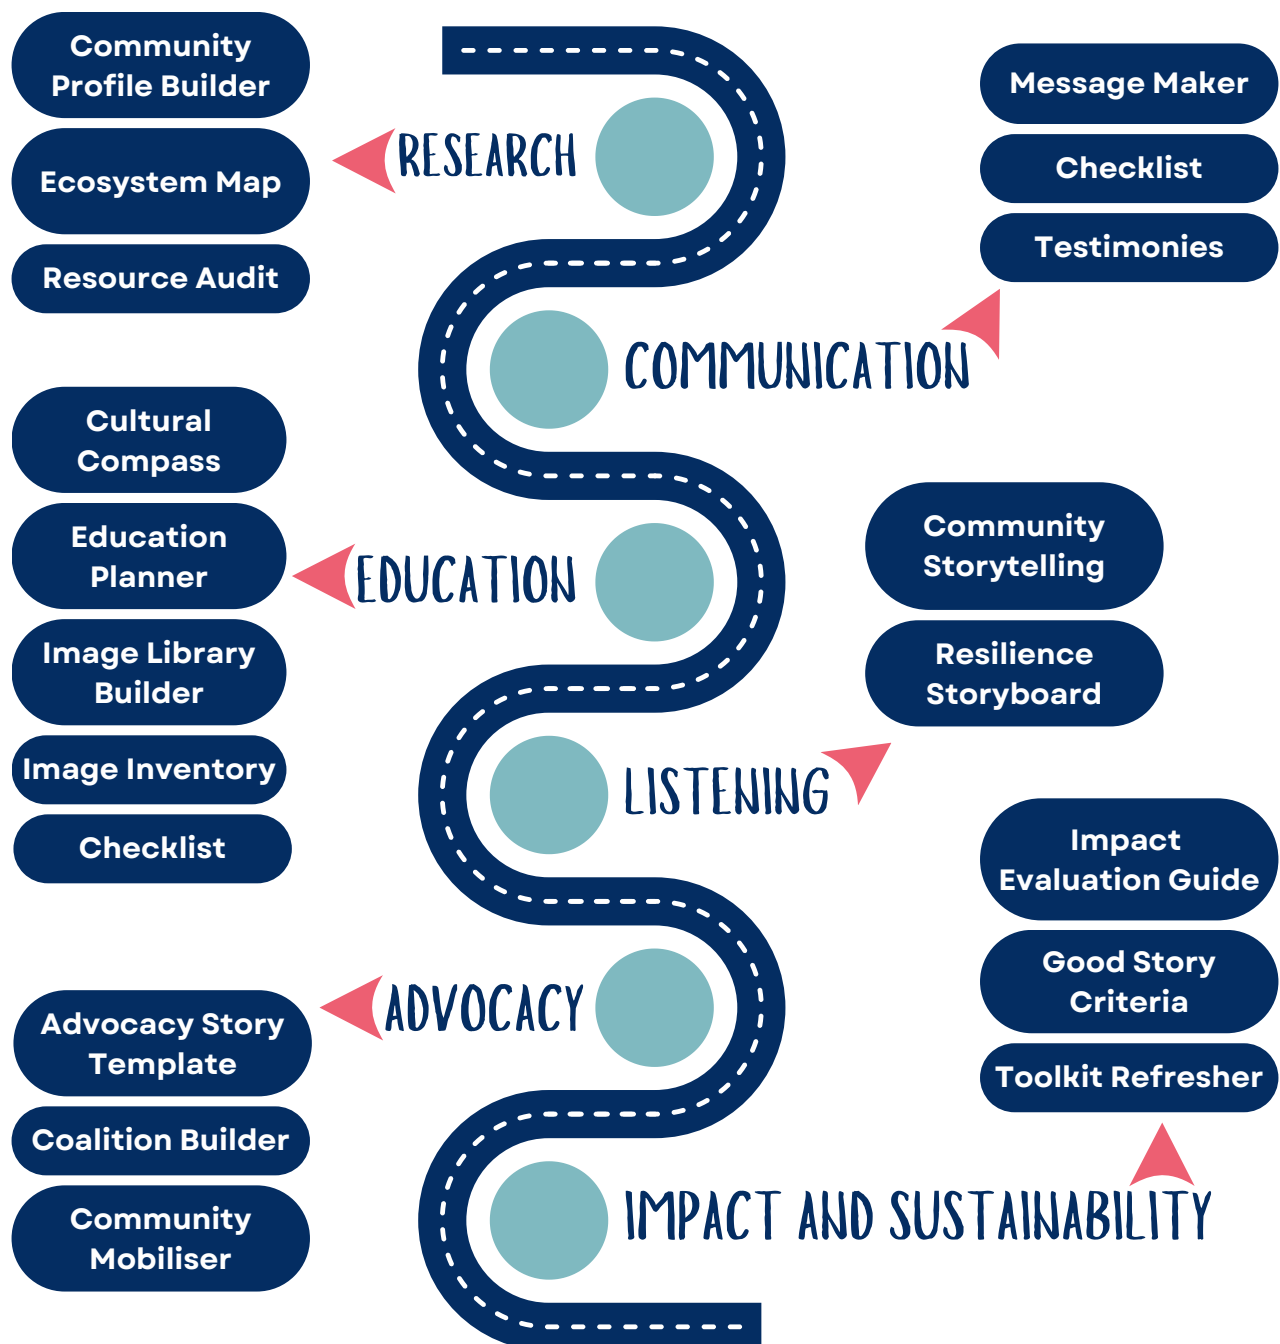 Community
Profile Builder
Ecosystem Map
Resource Audit
RESEARCH
Message Maker
Checklist
Testimonies
COMMUNICATION
Cultural
Compass
Education
Planner
Image Library
Builder
Image Inventory
Checklist
EDUCATION
Community
Storytelling
Resilience
Storyboard
LISTENING
Advocacy Story
Template
Coalition Builder
Community
Mobiliser
ADVOCACY
Impact
Evaluation Guide
Good Story
Criteria
Toolkit Refresher
IMPACT AND SUSTAINABILITY